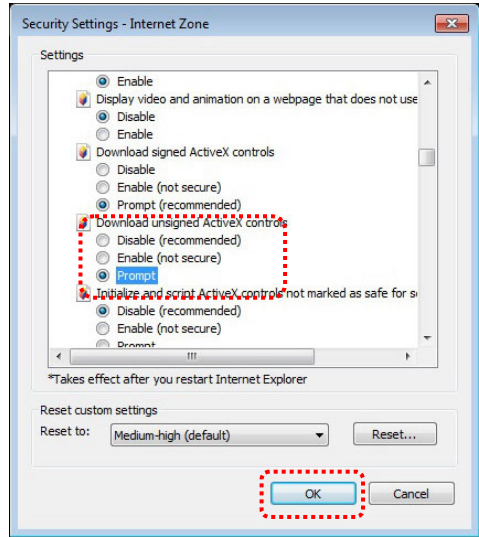 Security Settings - Internet Zone
Settings
Enable
Display video and animation on a webpage that does not use
Disable
Enable
Download signed ActiveX controls
Disable
Enable (not secure)
Prompt (recommended)
Download unsigned ActiveX controls
Disable (recommended)
Enable (not secure)
Prompt
Initialize and script ActiveX controls not marked as safe for s
Disable (recommended)
Enable (not secure)
Prompt
*Takes effect after you restart Internet Explorer
Reset custom settings
Reset to:
Medium-high (default)
Reset...
OK
Cancel